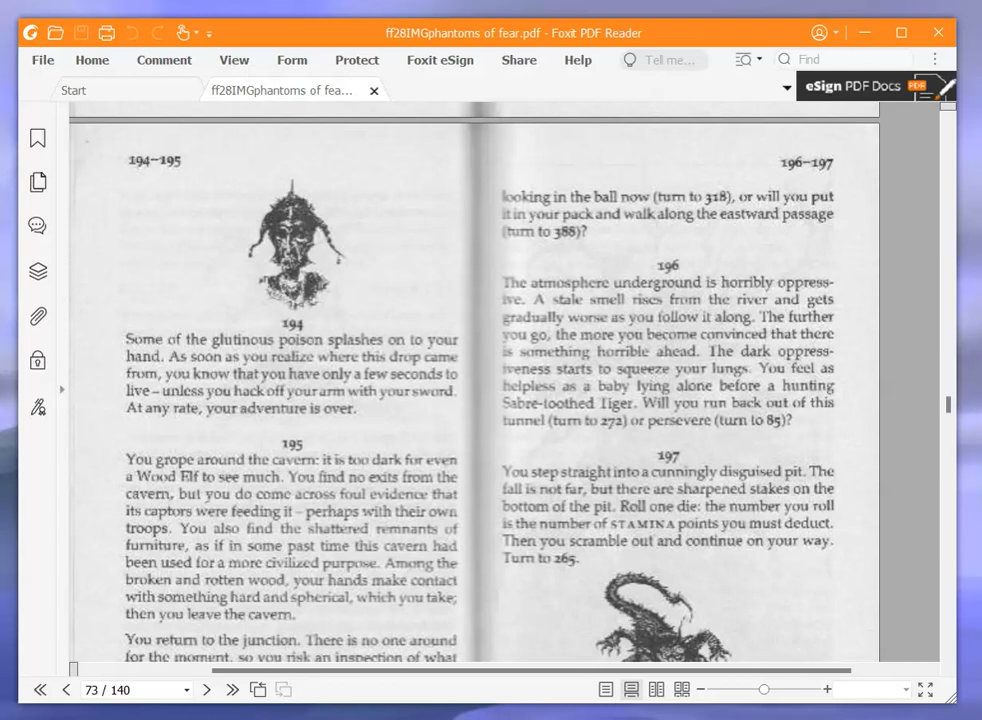 ff28IMGphantoms of fear.pdf - Foxit PDF Reader
File Home Comment View Form Protect Foxit eSign Share Help Tell me... Find
Start ff28IMGphantoms of fea... eSign PDF Docs PDF
194–195
194
Some of the glutinous poison splashes on to your
hand. As soon as you realize where this drop came
from, you know that you have only a few seconds to
live – unless you hack off your arm with your sword.
At any rate, your adventure is over.
195
You grope around the cavern: it is too dark for even
a Wood Elf to see much. You find no exits from the
cavern, but you do come across foul evidence that
its captors were feeding it – perhaps with their own
troops. You also find the shattered remnants of
furniture, as if in some past time this cavern had
been used for a more civilized purpose. Among the
broken and rotten wood, your hands make contact
with something hard and spherical, which you take;
then you leave the cavern.
You return to the junction. There is no one around
for the moment, so you risk an inspection of what
196–197
looking in the ball now (turn to 318), or will you put
it in your pack and walk along the eastward passage
(turn to 388)?
196
The atmosphere underground is horribly oppress-
ive. A stale smell rises from the river and gets
gradually worse as you follow it along. The further
you go, the more you become convinced that there
is something horrible ahead. The dark oppress-
iveness starts to squeeze your lungs. You feel as
helpless as a baby lying alone before a hunting
Sabre-toothed Tiger. Will you run back out of this
tunnel (turn to 272) or persevere (turn to 85)?
197
You step straight into a cunningly disguised pit. The
fall is not far, but there are sharpened stakes on the
bottom of the pit. Roll one die: the number you roll
is the number of STAMINA points you must deduct.
Then you scramble out and continue on your way.
Turn to 265.
73 / 140